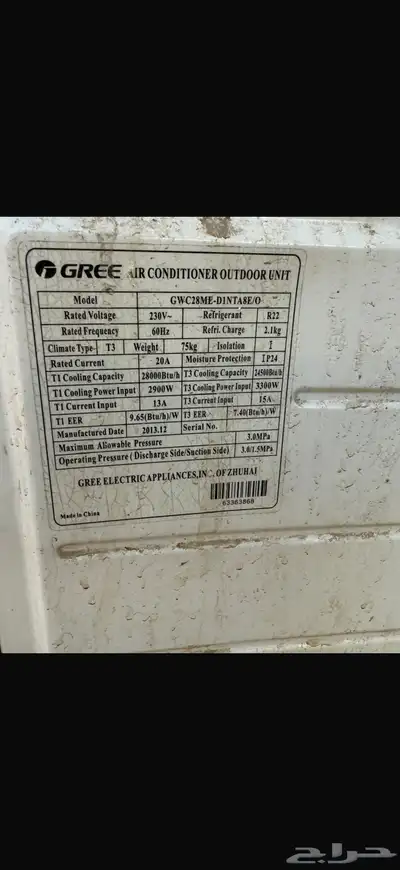 GREE AIR CONDITIONER OUTDOOR UNIT
Model GWC28ME-D1NTA8E/O
Rated Voltage 230V~ Refrigerant R22
Rated Frequency 60Hz Refri. Charge 2.1kg
Climate Type T3 Weight 75kg Isolation I
Rated Current 20A Moisture Protection IP24
T1 Cooling Capacity 28000Btu/h T3 Cooling Capacity 24500Btu/h
T1 Cooling Power Input 2900W T3 Cooling Power Input 3300W
T1 Current Input 13A T3 Current Input 15A
T1 EER 9.65(Btu/h)/W T3 EER 7.40(Btu/h)/W
Manufactured Date 2013.12 Serial No.
Maximum Allowable Pressure 3.0MPa
Operating Pressure ( Discharge Side/Suction Side) 3.0/1.5MPa
GREE ELECTRIC APPLIANCES,INC. OF ZHUHAI
63383868
Made in China
حراج